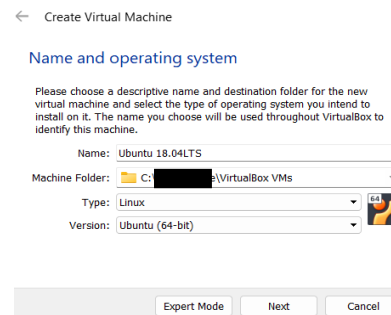 Create Virtual Machine
Name and operating system
Please choose a descriptive name and destination folder for the new
virtual machine and select the type of operating system you intend to
install on it. The name you choose will be used throughout VirtualBox to
identify this machine.
Name: Ubuntu 18.04LTS
Machine Folder: C:\ e\VirtualBox VMs
Type: Linux
64
Version: Ubuntu (64-bit)
Expert Mode Next Cancel